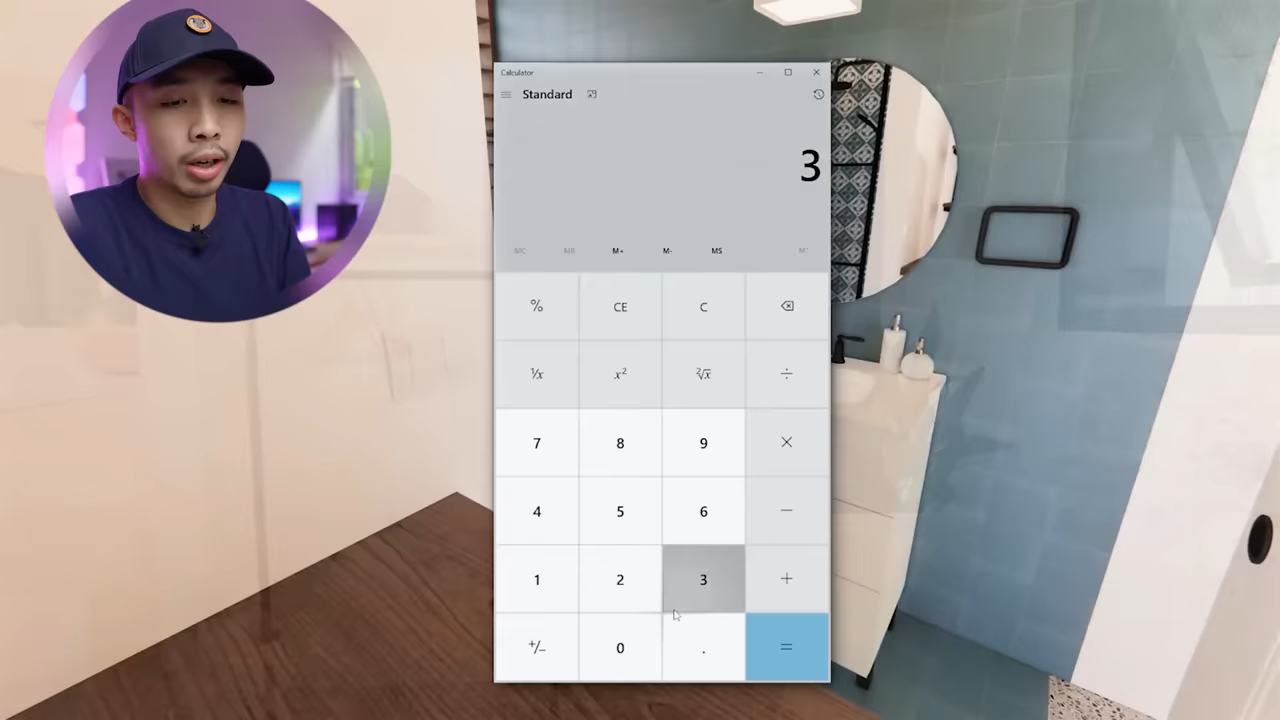 Calculator
Standard
3
MC MR M+ M- MS M˅
% CE C
⅟x x² ²√x ÷
7 8 9 ×
4 5 6 −
1 2 3 +
+/− 0 . =